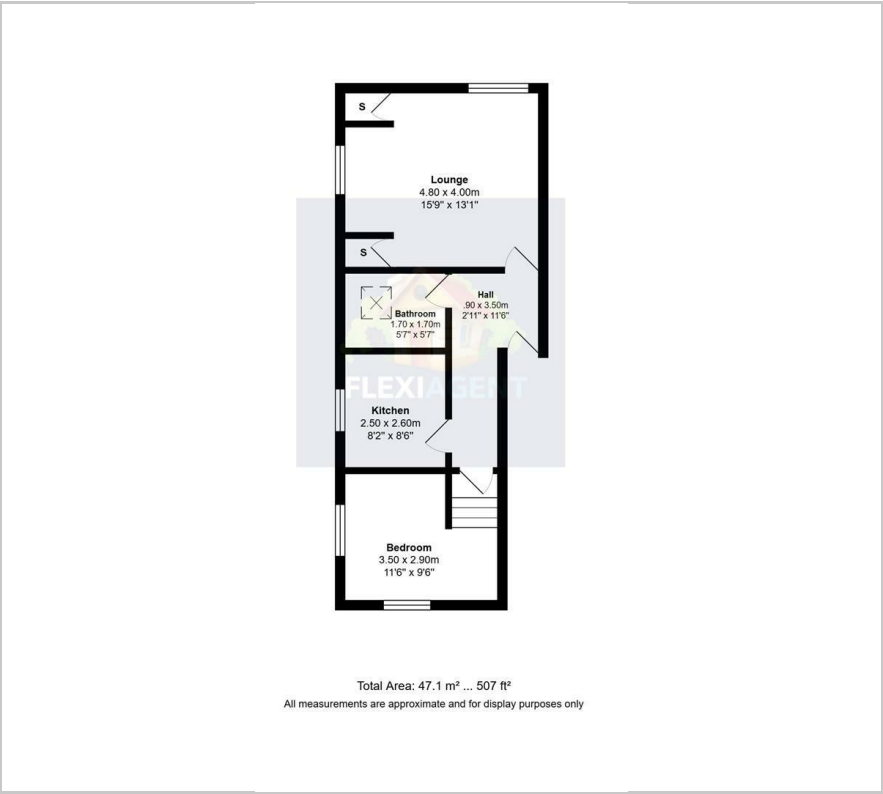 S
Lounge
4.80 x 4.00m
15'9" x 13'1"
S
Hall
.90 x 3.50m
2'11" x 11'6"
Bathroom
1.70 x 1.70m
5'7" x 5'7"
FLEXIAGENT
Kitchen
2.50 x 2.60m
8'2" x 8'6"
Bedroom
3.50 x 2.90m
11'6" x 9'6"
Total Area: 47.1 m² ... 507 ft²
All measurements are approximate and for display purposes only